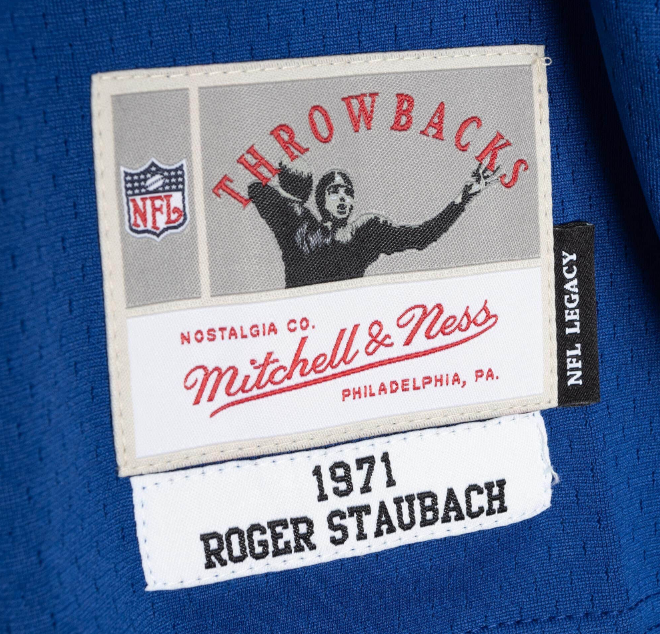 THROWBACKS
NFL
NOSTALGIA CO.
Mitchell & Ness
PHILADELPHIA, PA.
NFL LEGACY
1971
ROGER STAUBACH